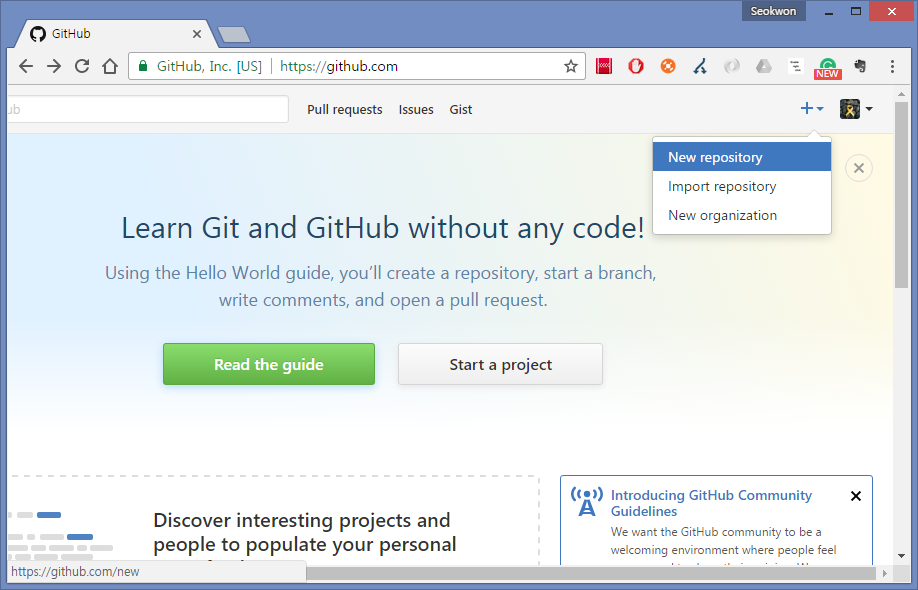 Seokwon
GitHub
GitHub, Inc. [US]
https://github.com
NEW
Pull requests
Issues
Gist
New repository
Import repository
New organization
Learn Git and GitHub without any code!
Using the Hello World guide, you’ll create a repository, start a branch,
write comments, and open a pull request.
Read the guide
Start a project
Discover interesting projects and
people to populate your personal
Introducing GitHub Community
Guidelines
We want the GitHub community to be a
welcoming environment where people feel
https://github.com/new